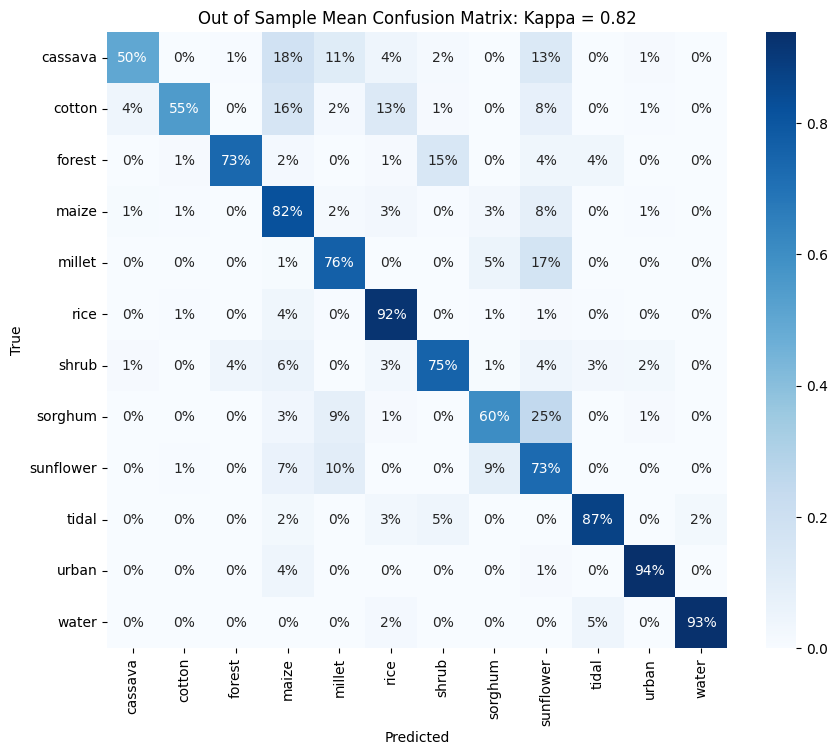 Out of Sample Mean Confusion Matrix: Kappa = 0.82
True
cassava 50% 0% 1% 18% 11% 4% 2% 0% 13% 0% 1% 0%
cotton 4% 55% 0% 16% 2% 13% 1% 0% 8% 0% 1% 0%
forest 0% 1% 73% 2% 0% 1% 15% 0% 4% 4% 0% 0%
maize 1% 1% 0% 82% 2% 3% 0% 3% 8% 0% 1% 0%
millet 0% 0% 0% 1% 76% 0% 0% 5% 17% 0% 0% 0%
rice 0% 1% 0% 4% 0% 92% 0% 1% 1% 0% 0% 0%
shrub 1% 0% 4% 6% 0% 3% 75% 1% 4% 3% 2% 0%
sorghum 0% 0% 0% 3% 9% 1% 0% 60% 25% 0% 1% 0%
sunflower 0% 1% 0% 7% 10% 0% 0% 9% 73% 0% 0% 0%
tidal 0% 0% 0% 2% 0% 3% 5% 0% 0% 87% 0% 2%
urban 0% 0% 0% 4% 0% 0% 0% 0% 1% 0% 94% 0%
water 0% 0% 0% 0% 0% 2% 0% 0% 0% 5% 0% 93%
cassava cotton forest maize millet rice shrub sorghum sunflower tidal urban water
Predicted
0.8
0.6
0.4
0.2
0.0